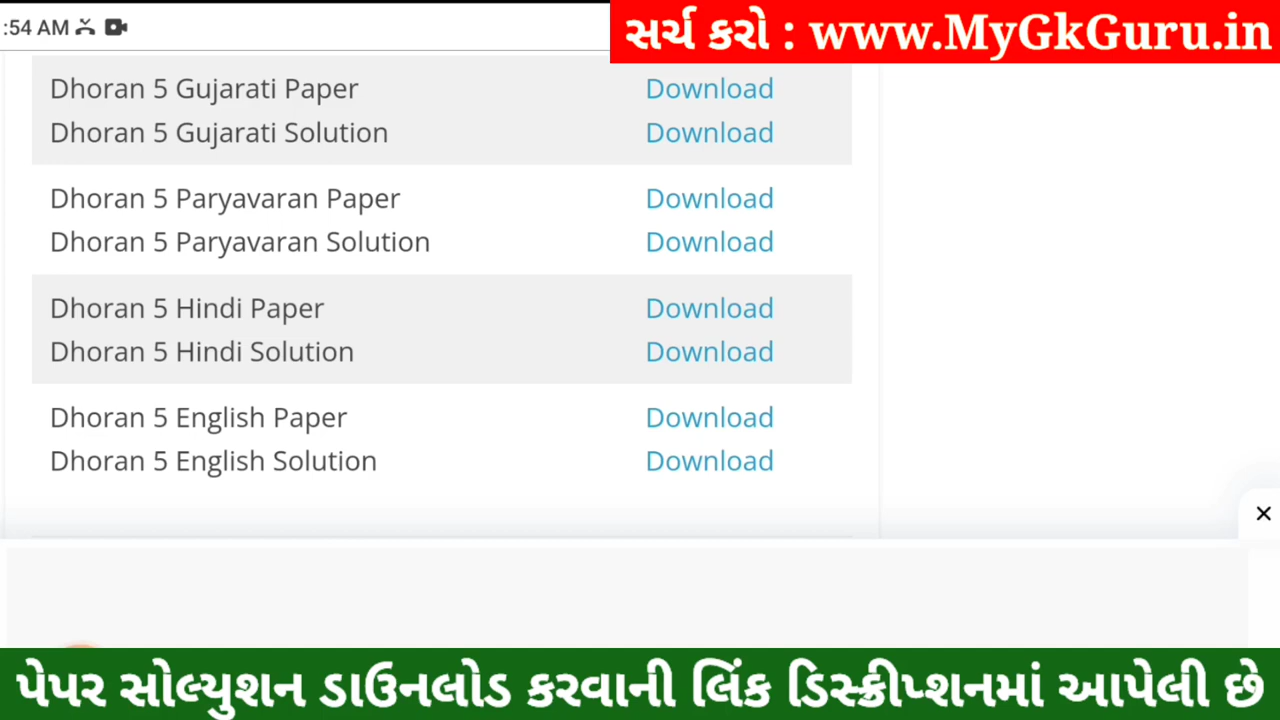 :54 AM
સર્ચ કરો : www.MyGkGuru.in
Dhoran 5 Gujarati Paper Download
Dhoran 5 Gujarati Solution Download
Dhoran 5 Paryavaran Paper Download
Dhoran 5 Paryavaran Solution Download
Dhoran 5 Hindi Paper Download
Dhoran 5 Hindi Solution Download
Dhoran 5 English Paper Download
Dhoran 5 English Solution Download
પેપર સોલ્યુશન ડાઉનલોડ કરવાની લિંક ડિસ્ક્રીપ્શનમાં આપેલી છે